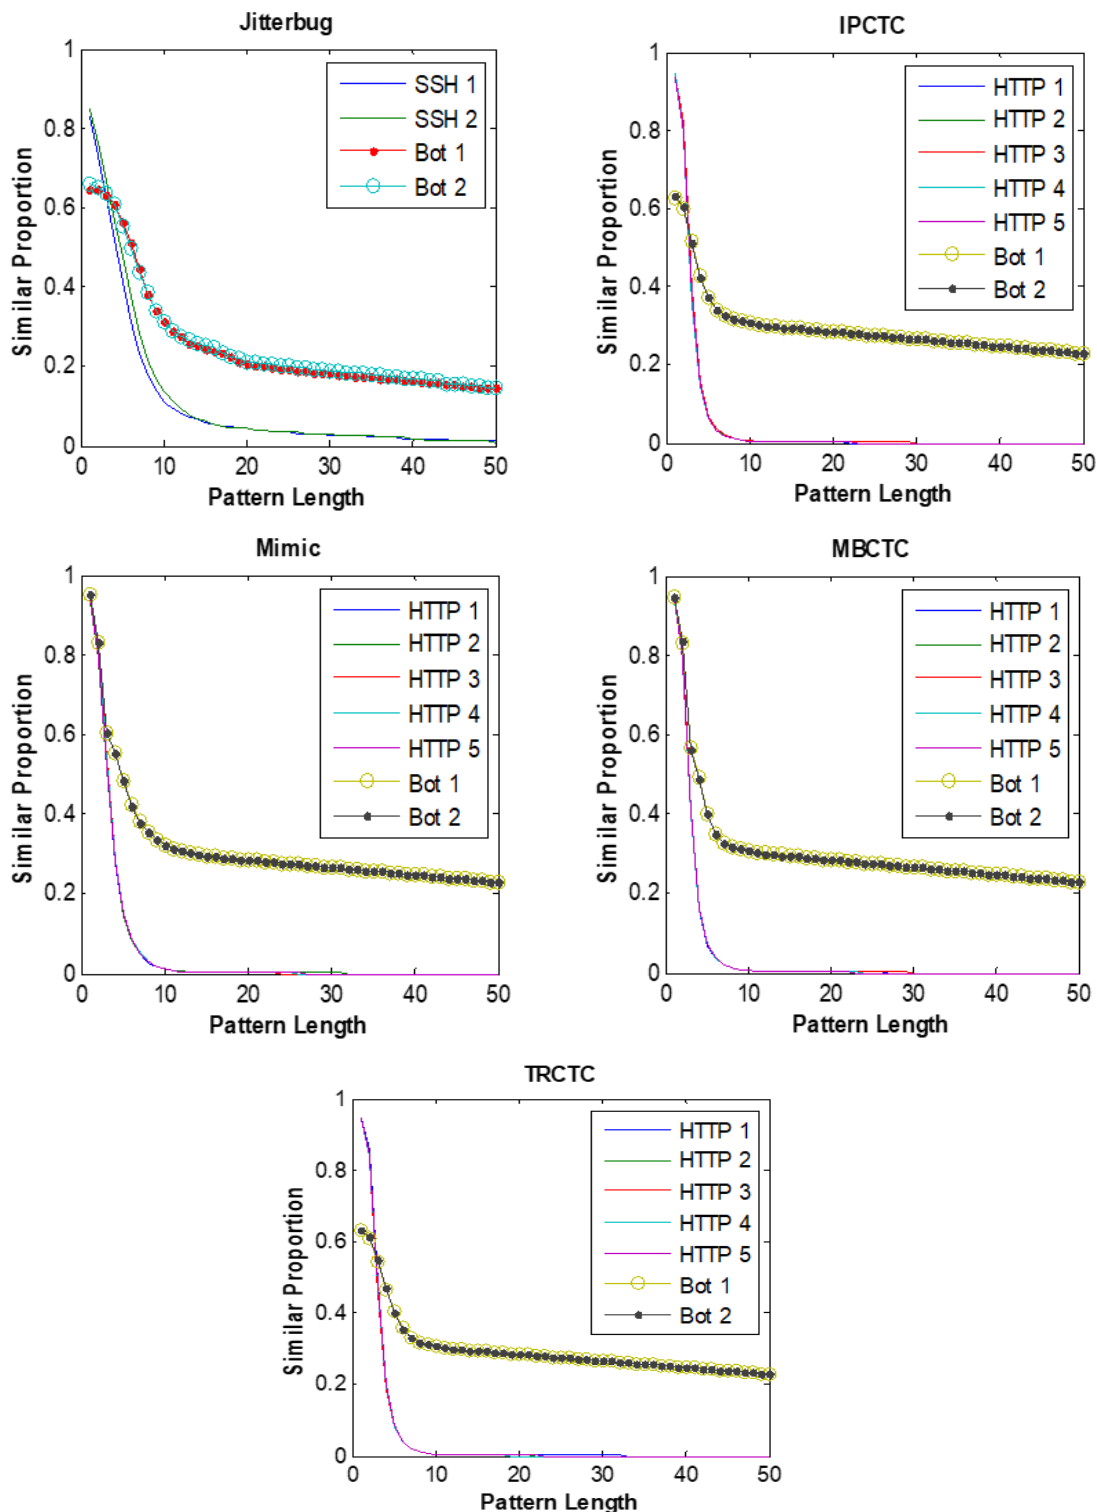 Jitterbug
1
0.8
0.6
0.4
0.2
0
Similar Proportion
SSH 1
SSH 2
Bot 1
Bot 2
0 10 20 30 40 50
Pattern Length
IPCTC
1
0.8
0.6
0.4
0.2
0
Similar Proportion
HTTP 1
HTTP 2
HTTP 3
HTTP 4
HTTP 5
Bot 1
Bot 2
0 10 20 30 40 50
Pattern Length
Mimic
1
0.8
0.6
0.4
0.2
0
Similar Proportion
HTTP 1
HTTP 2
HTTP 3
HTTP 4
HTTP 5
Bot 1
Bot 2
0 10 20 30 40 50
Pattern Length
MBCTC
1
0.8
0.6
0.4
0.2
0
Similar Proportion
HTTP 1
HTTP 2
HTTP 3
HTTP 4
HTTP 5
Bot 1
Bot 2
0 10 20 30 40 50
Pattern Length
TRCTC
1
0.8
0.6
0.4
0.2
0
Similar Proportion
HTTP 1
HTTP 2
HTTP 3
HTTP 4
HTTP 5
Bot 1
Bot 2
0 10 20 30 40 50
Pattern Length